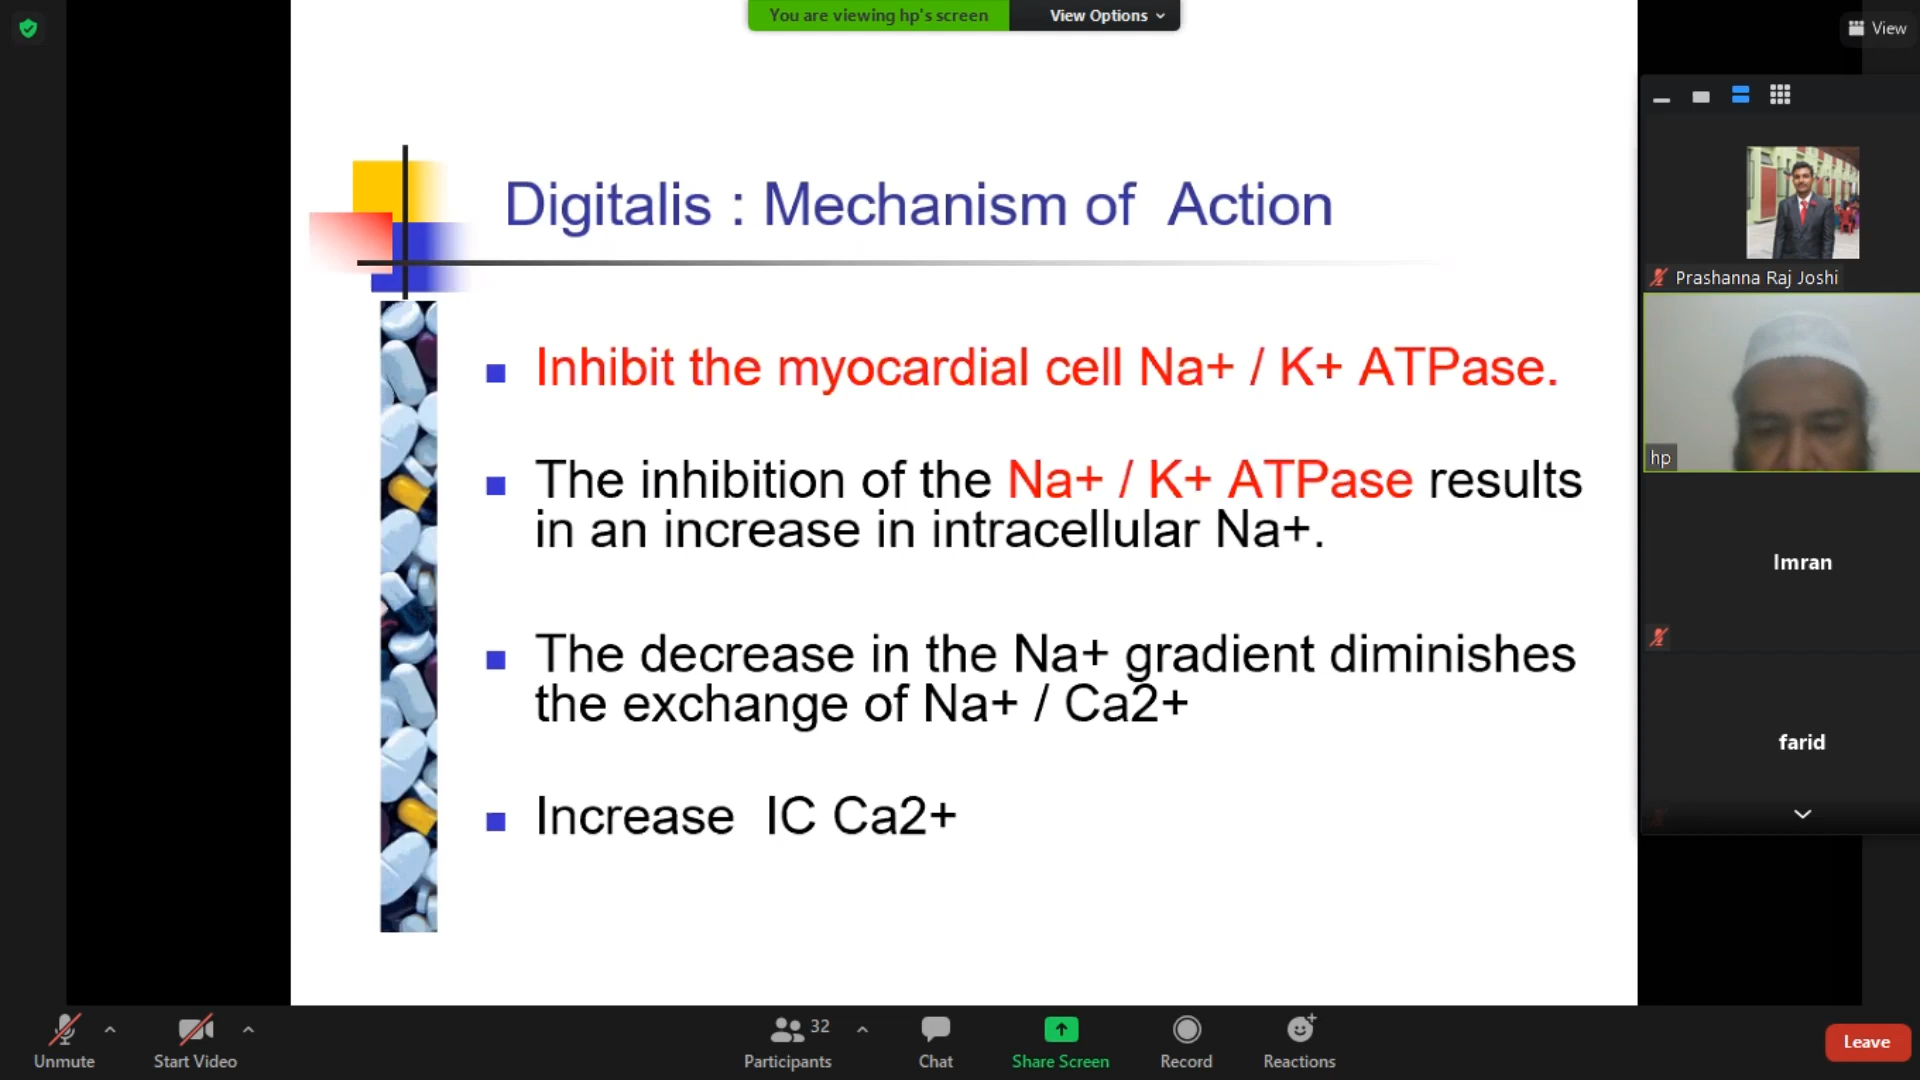 You are viewing hp's screen
View Options
View
Digitalis : Mechanism of  Action
Prashanna Raj Joshi
Inhibit the myocardial cell Na+ / K+ ATPase.
hp
The inhibition of the Na+ / K+ ATPase results
in an increase in intracellular Na+.
Imran
The decrease in the Na+ gradient diminishes
the exchange of Na+ / Ca2+
farid
Increase  IC Ca2+
Unmute
Start Video
32
Participants
Chat
Share Screen
Record
Reactions
Leave